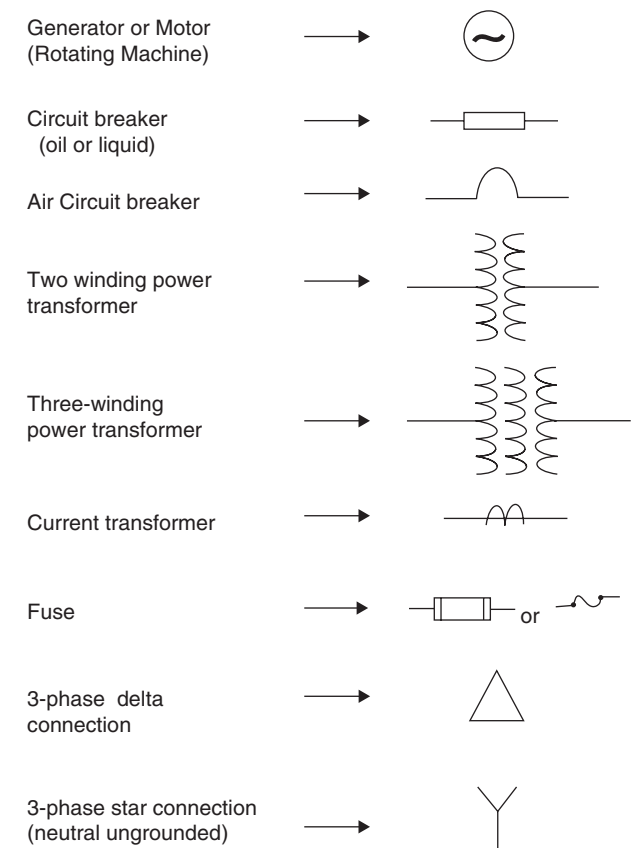 Generator or Motor
(Rotating Machine)
Circuit breaker
(oil or liquid)
Air Circuit breaker
Two winding power
transformer
Three-winding
power transformer
Current transformer
Fuse
or
3-phase delta
connection
3-phase star connection
(neutral ungrounded)